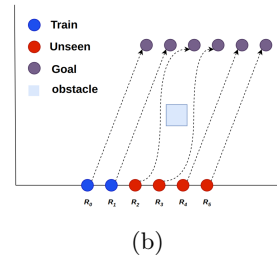 Train
Unseen
Goal
obstacle
R₀ R₁ R₂ R₃ R₄ R₅
(b)